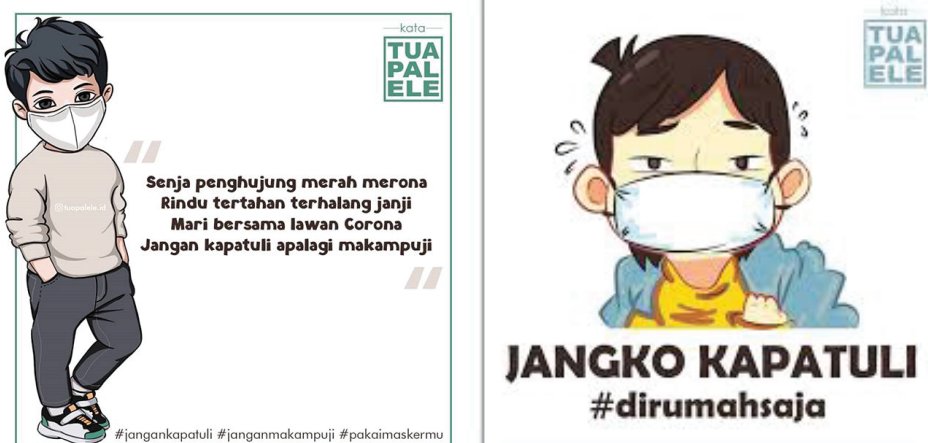 kata
TUA
PAL
ELE
Senja penghujung merah merona
Rindu tertahan terhalang janji
Mari bersama lawan Corona
Jangan kapatuli apalagi makampuji
#jangankapatuli #janganmakampuji #pakaimaskermu
kata
TUA
PAL
ELE
JANGKO KAPATULI
#dirumahsaja